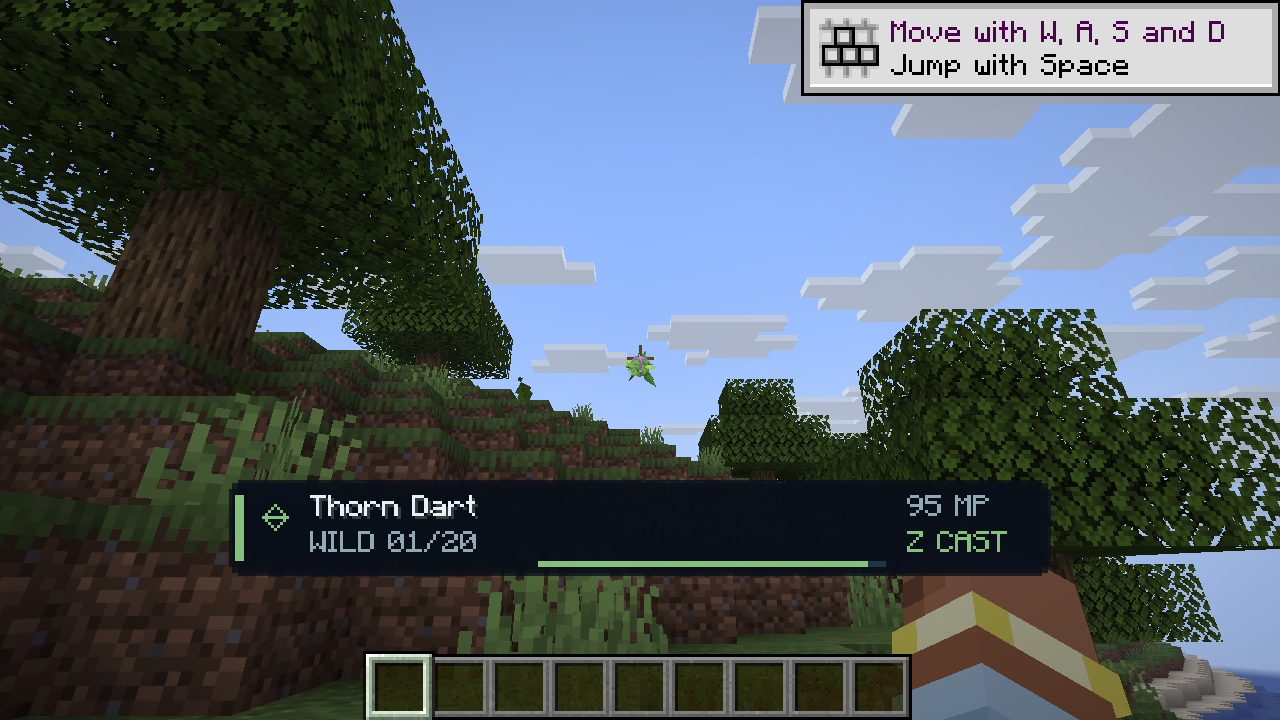 Move with W, A, S and D
Jump with Space
Thorn Dart
95 MP
WILD 01/20
Z CAST